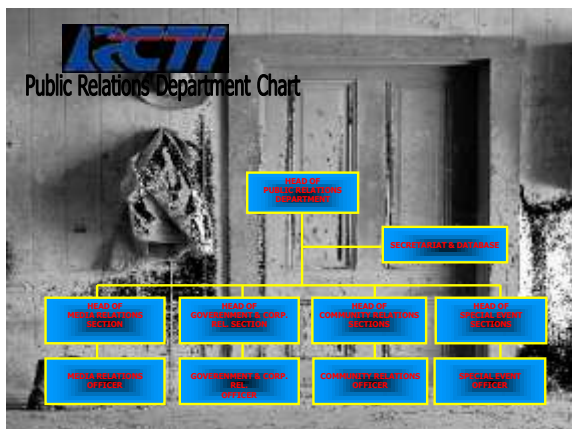 RCTI
Public Relations Department Chart
HEAD OF
PUBLIC RELATIONS
DEPARTMENT
SECRETARIAT & DATABASE
HEAD OF
MEDIA RELATIONS
SECTION
HEAD OF
GOVERNMENT & CORP.
REL. SECTION
HEAD OF
COMMUNITY RELATIONS
SECTIONS
HEAD OF
SPECIAL EVENT
SECTIONS
MEDIA RELATIONS
OFFICER
GOVERNMENT & CORP.
REL.
OFFICER
COMMUNITY RELATIONS
OFFICER
SPECIAL EVENT
OFFICER